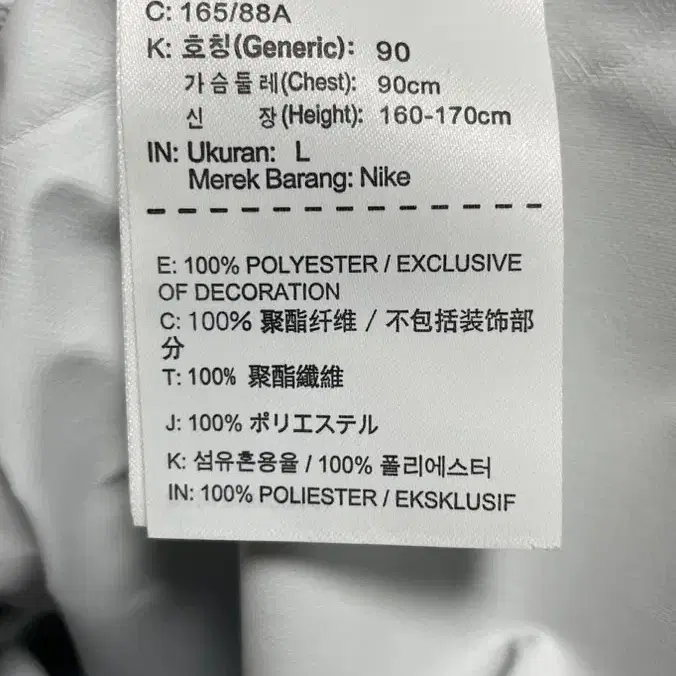 C: 165/88A
K: 호칭(Generic): 90
가슴둘레(Chest): 90cm
신 장(Height): 160-170cm
IN: Ukuran: L
Merek Barang: Nike
E: 100% POLYESTER / EXCLUSIVE
OF DECORATION
C: 100% 聚酯纤维 / 不包括装饰部
分
T: 100% 聚酯纖維
J: 100% ポリエステル
K: 섬유혼용율 / 100% 폴리에스터
IN: 100% POLIESTER / EKSKLUSIF